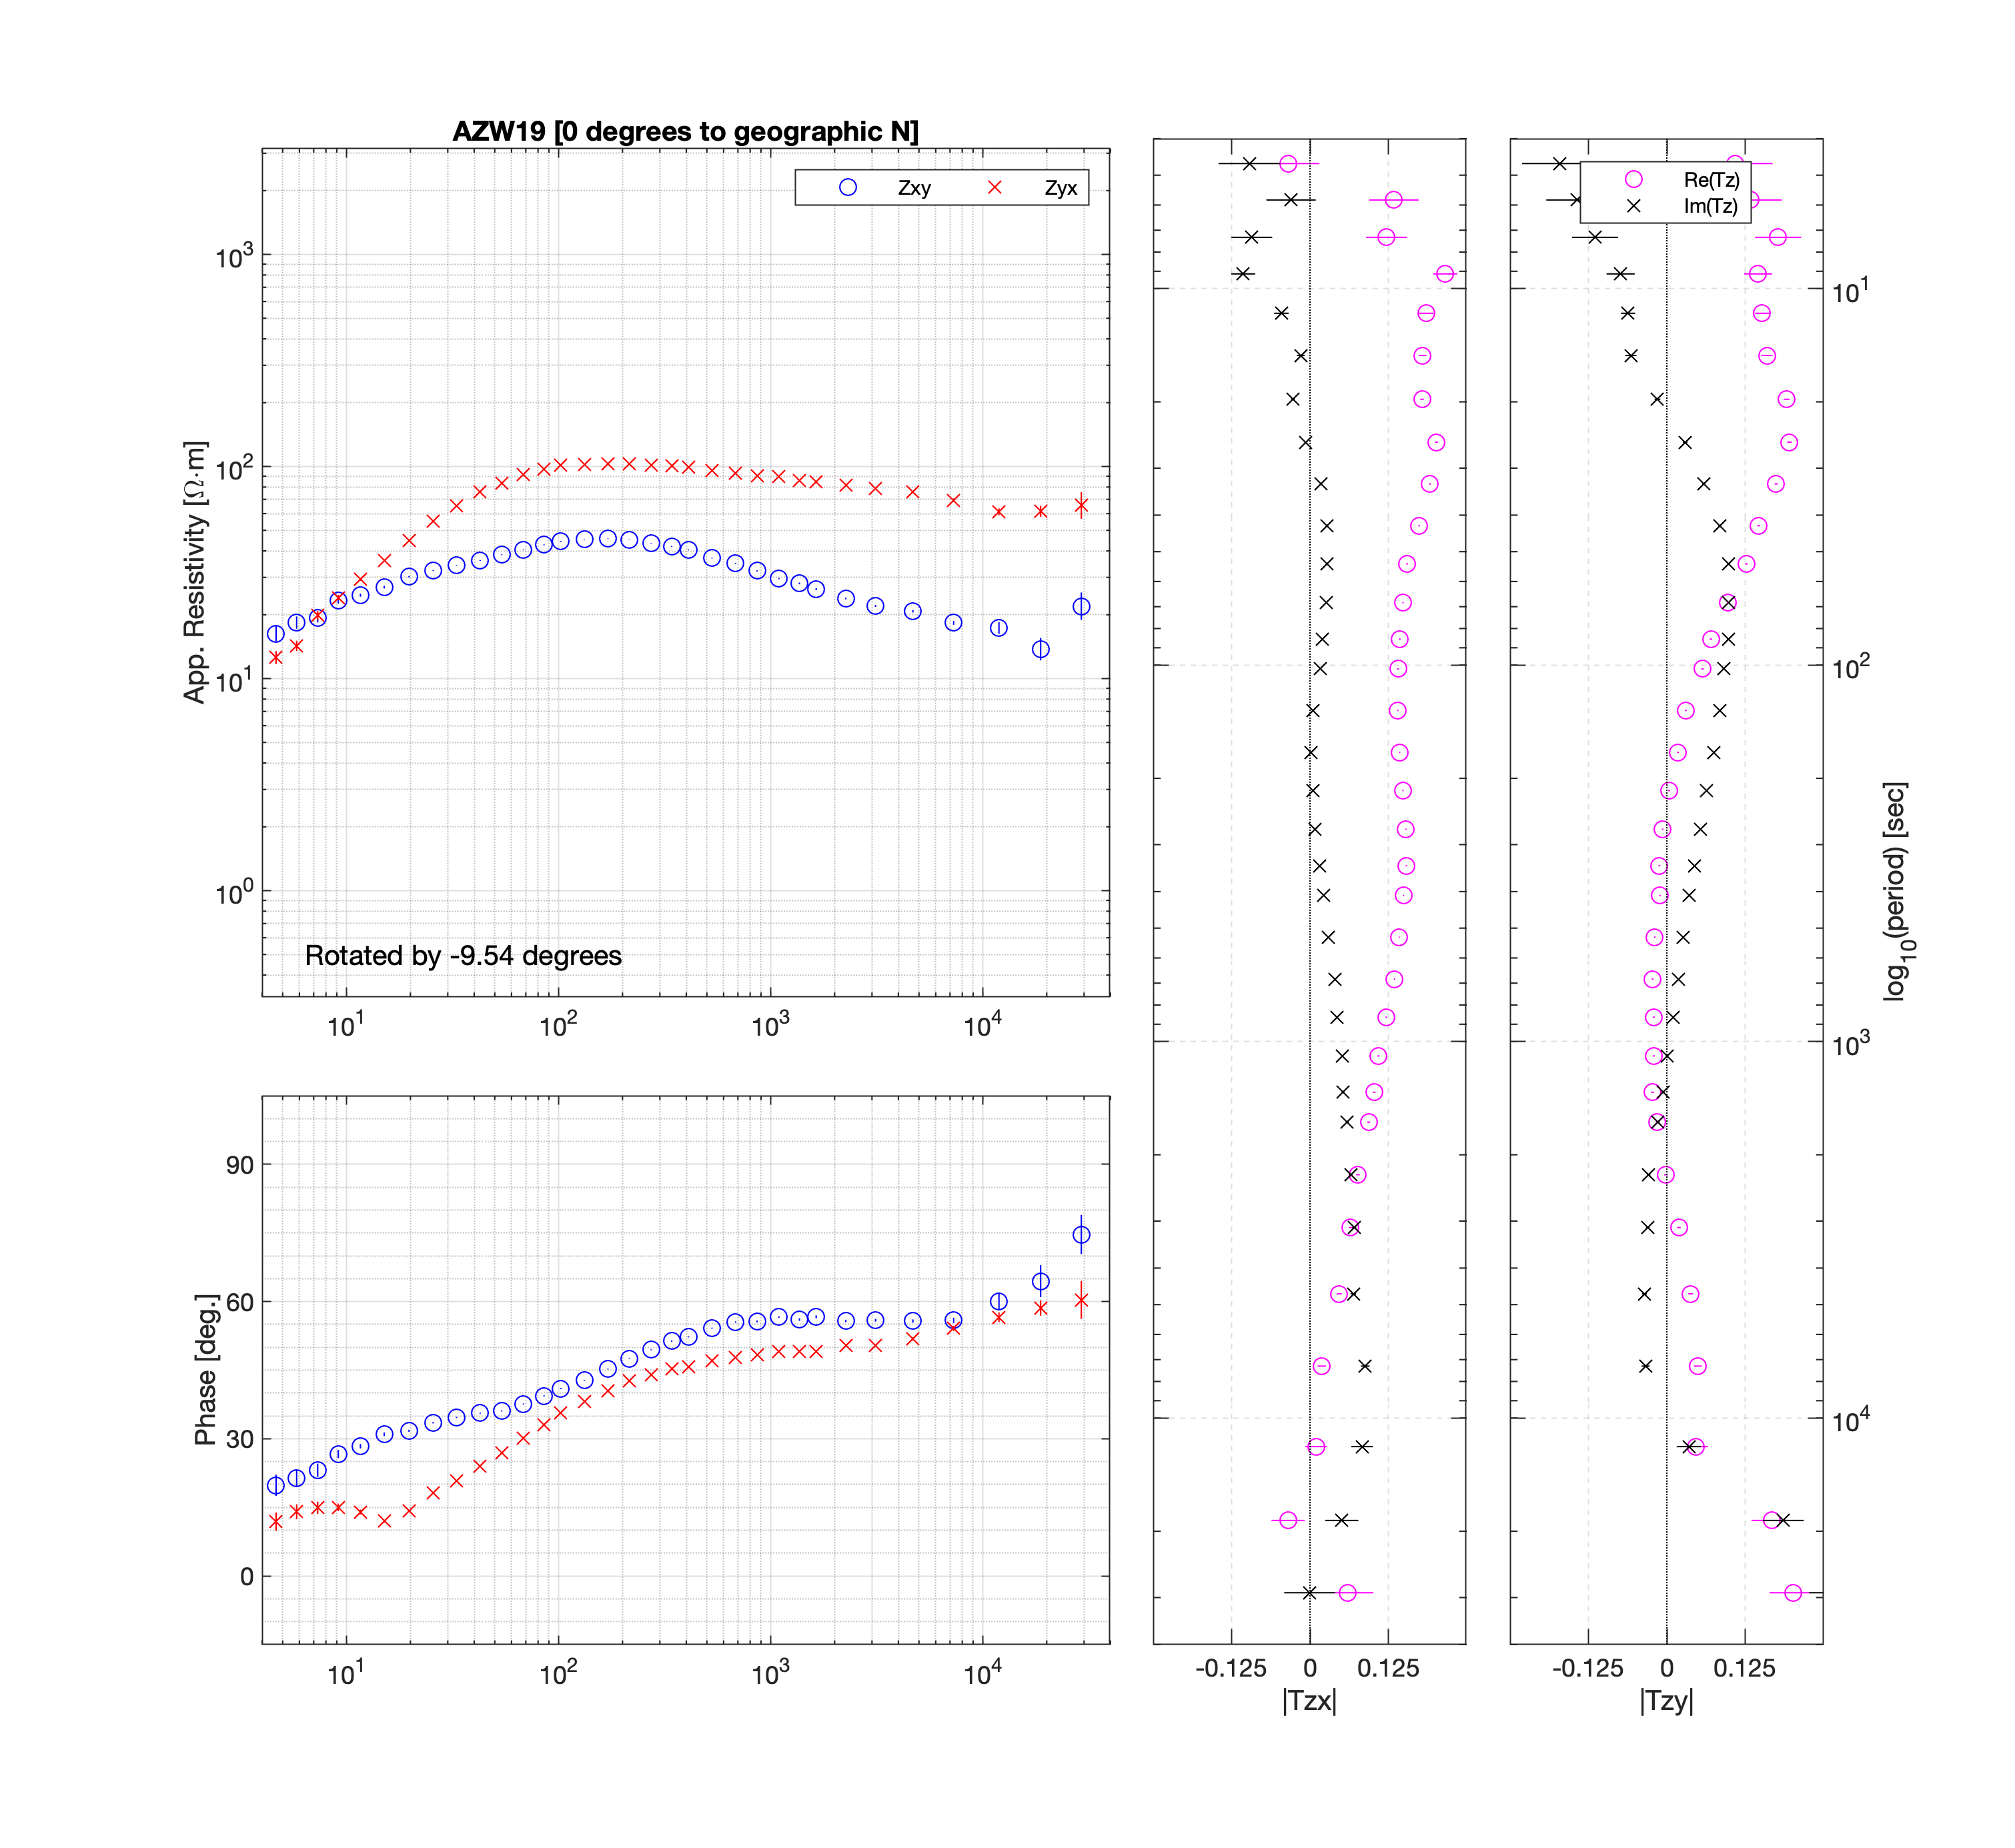 AZW19 [0 degrees to geographic N]
Zxy Zyx
App. Resistivity [Ω·m]
10³
10²
10¹
10⁰
Rotated by -9.54 degrees
10¹ 10² 10³ 10⁴
Phase [deg.]
90
60
30
0
10¹ 10² 10³ 10⁴
-0.125 0 0.125
|Tzx|
Re(Tz)
Im(Tz)
-0.125 0 0.125
|Tzy|
10¹
10²
10³
10⁴
log₁₀(period) [sec]